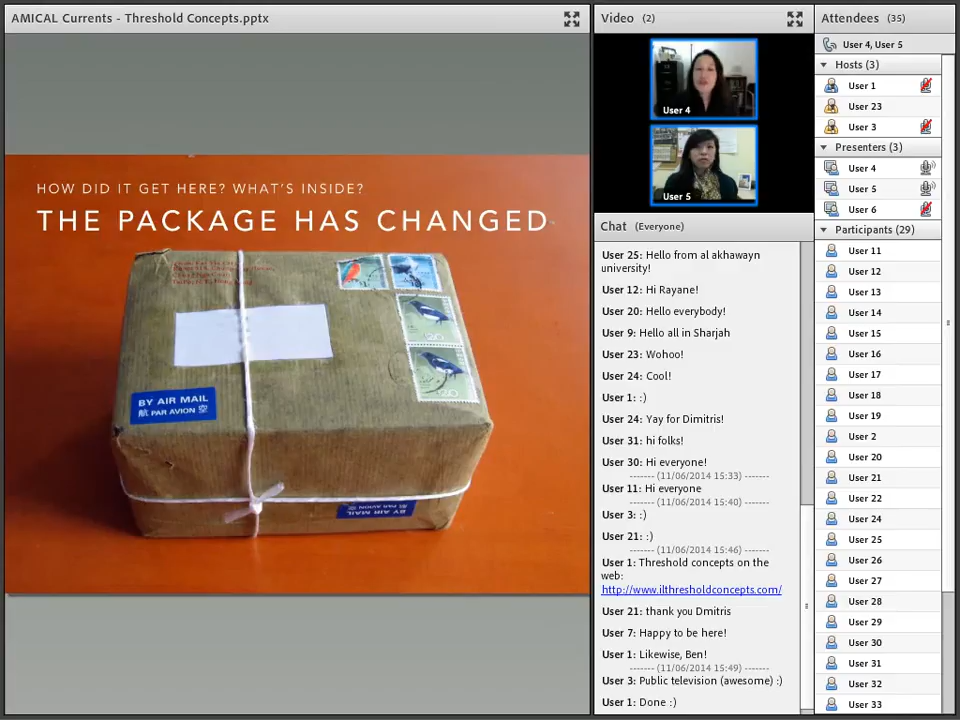 AMICAL Currents - Threshold Concepts.pptx
HOW DID IT GET HERE? WHAT'S INSIDE?
THE PACKAGE HAS CHANGED
BY AIR MAIL
航 PAR AVION 空
BY AIR MAIL
Video (2)
User 4
User 5
Chat (Everyone)
User 25: Hello from al akhawayn
university!
User 12: Hi Rayane!
User 20: Hello everybody!
User 9: Hello all in Sharjah
User 23: Wohoo!
User 24: Cool!
User 1: :)
User 24: Yay for Dimitris!
User 31: hi folks!
User 30: Hi everyone!
------- (11/06/2014 15:33) -------
User 11: Hi everyone
------- (11/06/2014 15:40) -------
User 3: :)
User 21: :)
------- (11/06/2014 15:46) -------
User 1: Threshold concepts on the
web:
http://www.ilthresholdconcepts.com/
User 21: thank you Dmitris
User 7: Happy to be here!
User 1: Likewise, Ben!
------- (11/06/2014 15:49) -------
User 3: Public television (awesome) :)
User 1: Done :)
Attendees (35)
User 4, User 5
Hosts (3)
User 1
User 23
User 3
Presenters (3)
User 4
User 5
User 6
Participants (29)
User 11
User 12
User 13
User 14
User 15
User 16
User 17
User 18
User 19
User 2
User 20
User 21
User 22
User 24
User 25
User 26
User 27
User 28
User 29
User 30
User 31
User 32
User 33